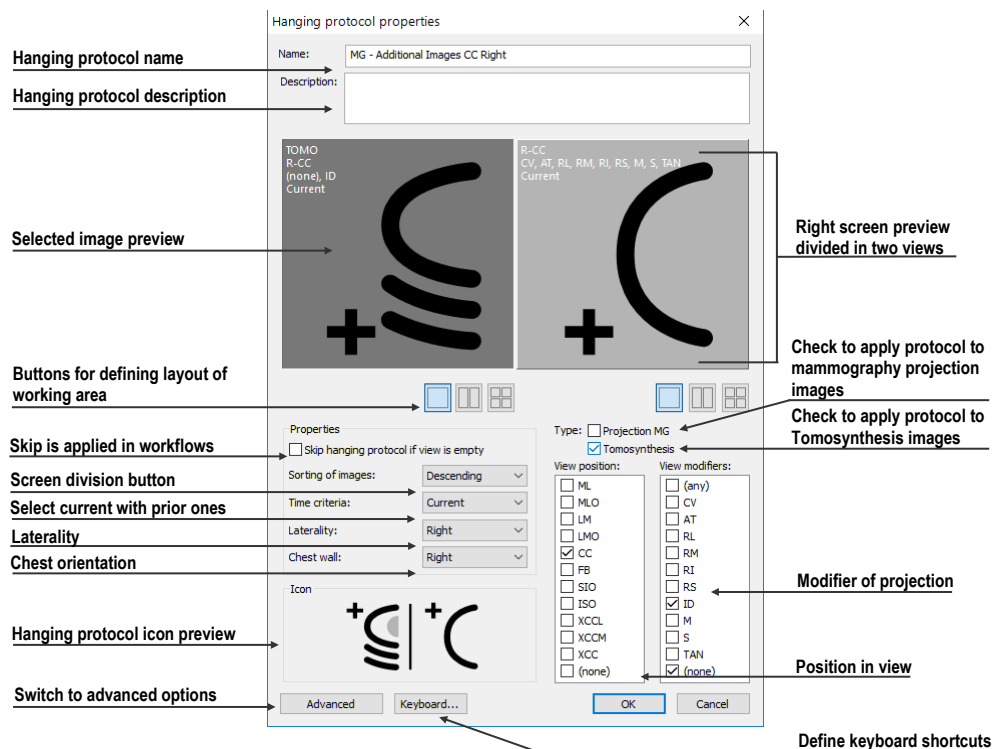 Hanging protocol properties
Hanging protocol name
Name:
MG - Additional Images CC Right
Hanging protocol description
Description:
TOMO
R-CC
(none), ID
Current
R-CC
CV, AT, RL, RM, RI, RS, M, S, TAN
Current
Selected image preview
Right screen preview
divided in two views
Buttons for defining layout of
working area
Check to apply protocol to
mammography projection
images
Check to apply protocol to
Tomosynthesis images
Properties
Skip is applied in workflows
Skip hanging protocol if view is empty
Screen division button
Sorting of images:
Descending
Select current with prior ones
Time criteria:
Current
Laterality
Laterality:
Right
Chest orientation
Chest wall:
Right
Type:
Projection MG
Tomosynthesis
View position:
ML
MLO
LM
LMO
CC
FB
SIO
ISO
XCCL
XCCM
XCC
(none)
View modifiers:
(any)
CV
AT
RL
RM
RI
RS
ID
M
S
TAN
(none)
Modifier of projection
Position in view
Icon
Hanging protocol icon preview
Switch to advanced options
Advanced
Keyboard...
OK
Cancel
Define keyboard shortcuts